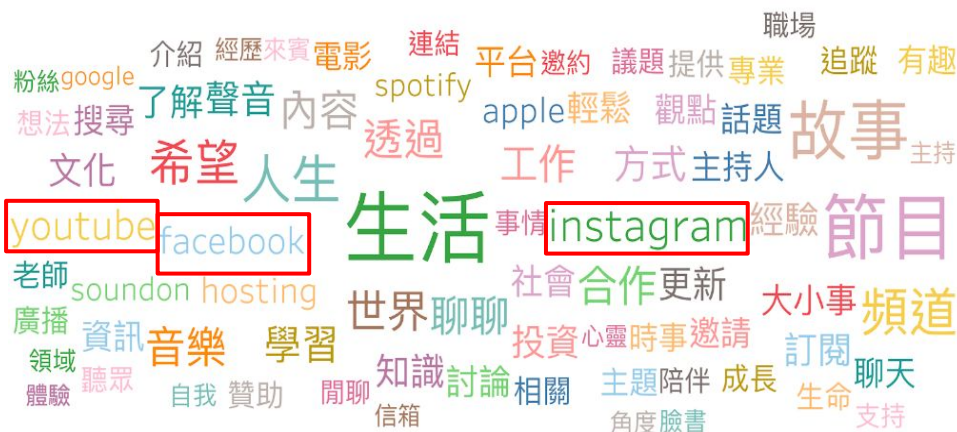 職場
介紹 經歷 來賓 電影 連結 平台 邀約 議題 提供 專業 追蹤 有趣
粉絲 google 了解 聲音 內容 spotify apple 輕鬆 觀點 話題 故事
想法 搜尋 透過 主持
文化 希望 人生 工作 方式 主持人
youtube facebook 生活 事情 instagram 經驗 節目
老師 soundon hosting 社會 合作 更新 大小事 頻道
廣播 資訊 音樂 學習 世界 聊聊 投資 心靈 時事 邀請 訂閱
領域 聽眾 知識 討論 相關 主題 陪伴 成長 生命 聊天
體驗 自我 贊助 閒聊 信箱 角度 臉書 支持